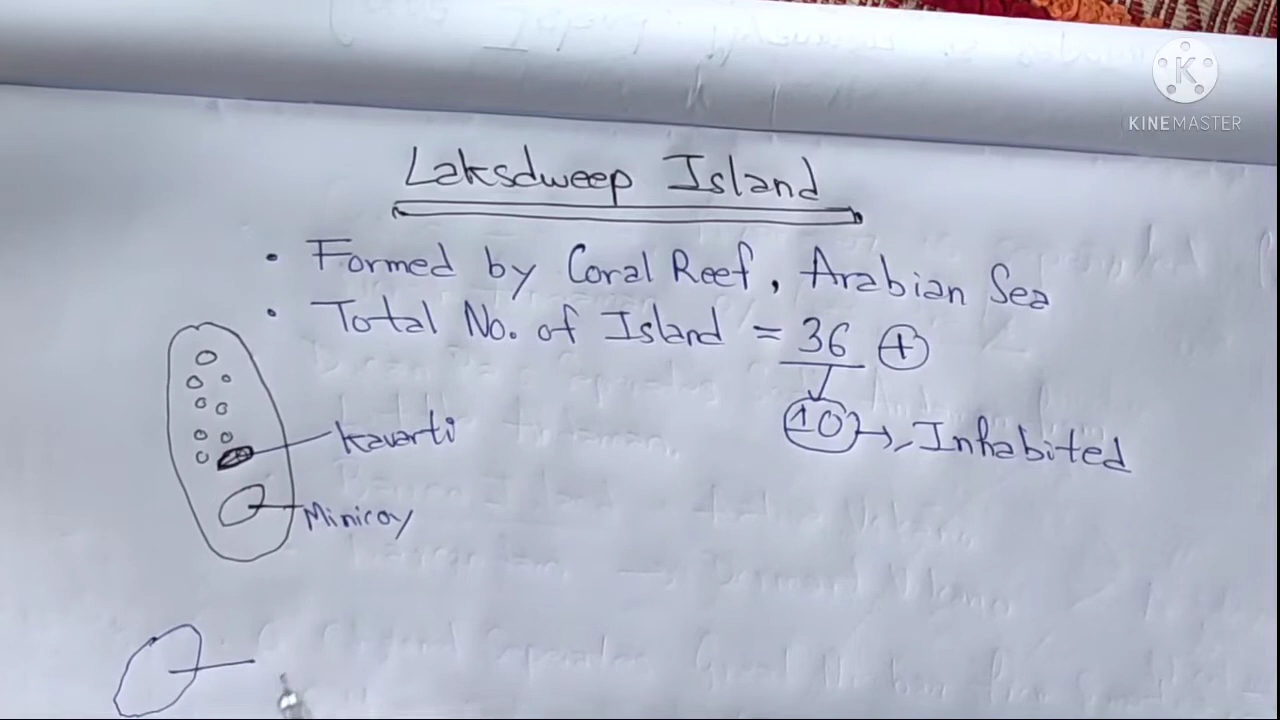 K
KINEMASTER
Laksdweep Island
• Formed by Coral Reef, Arabian Sea
• Total No. of Island = 36 +
10 → Inhabited
Kavarti
Minicoy